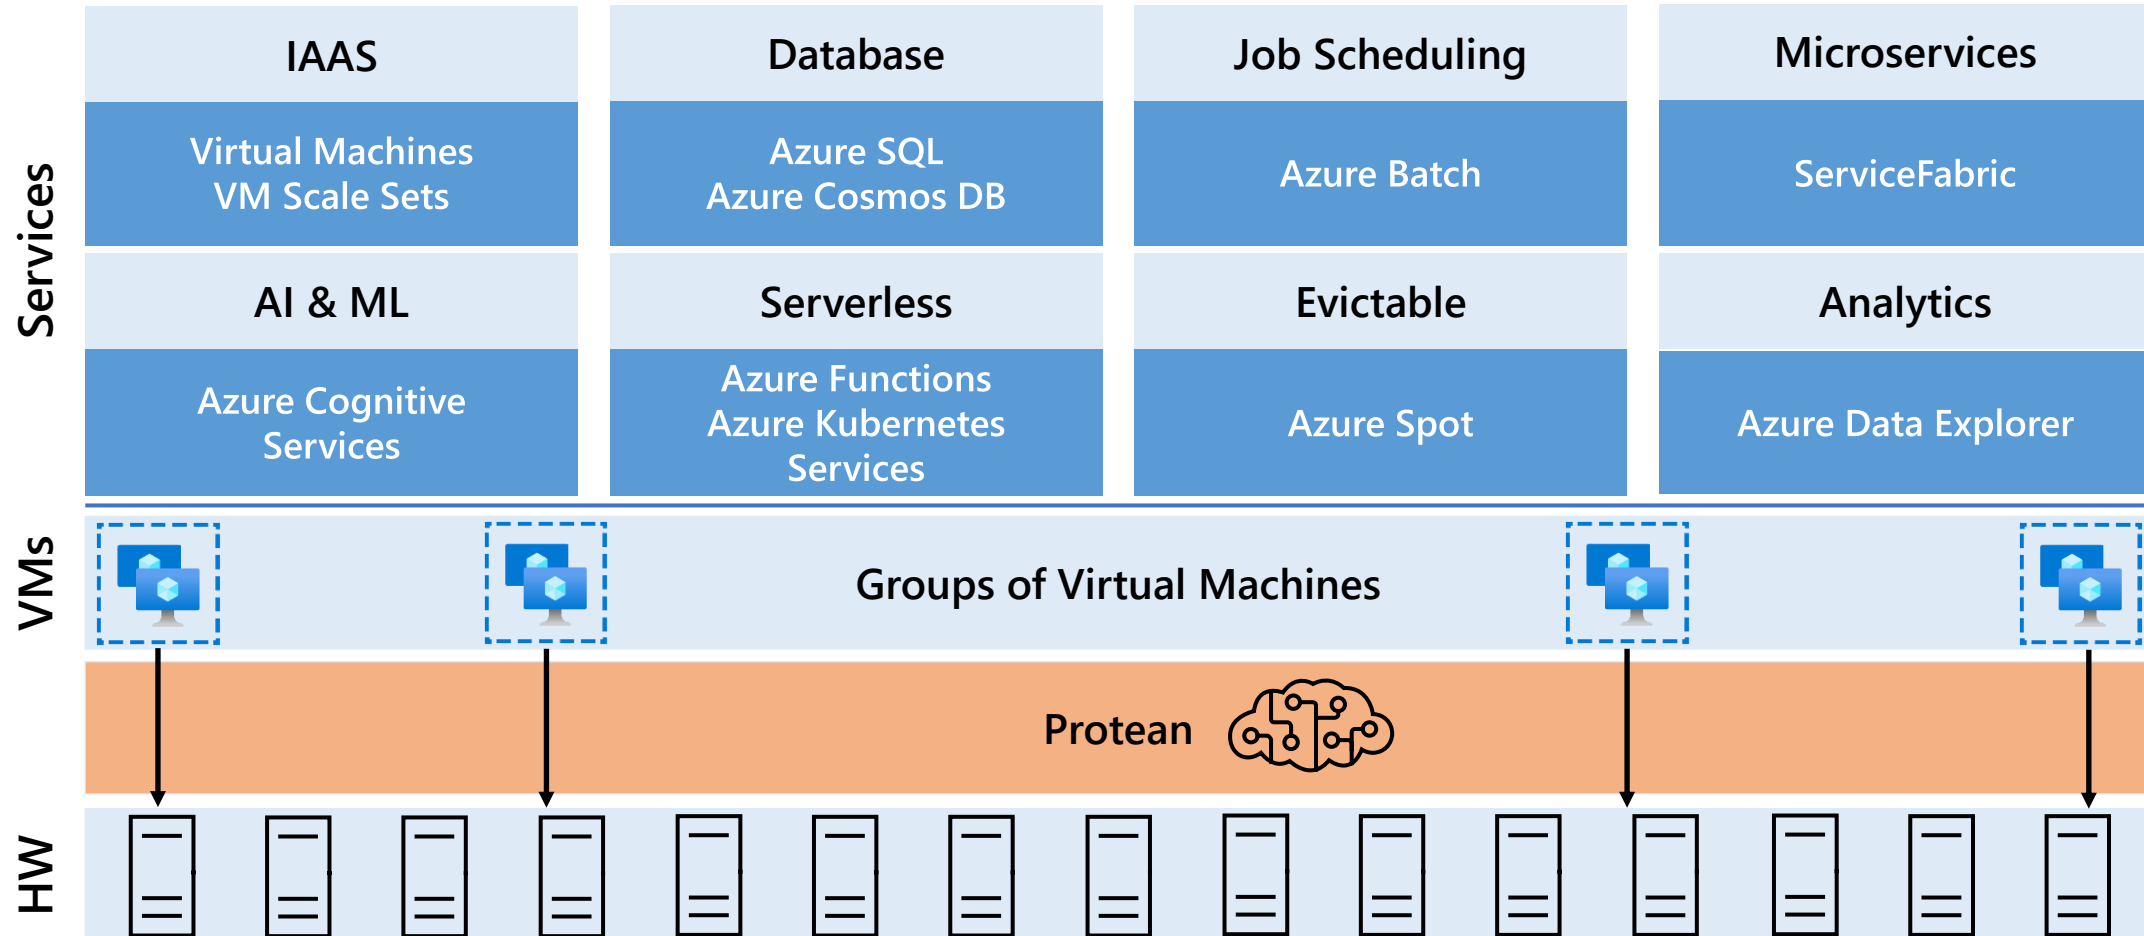 Services
IAAS
Virtual Machines
VM Scale Sets
Database
Azure SQL
Azure Cosmos DB
Job Scheduling
Azure Batch
Microservices
ServiceFabric
AI & ML
Azure Cognitive
Services
Serverless
Azure Functions
Azure Kubernetes
Services
Evictable
Azure Spot
Analytics
Azure Data Explorer
VMs
Groups of Virtual Machines
Protean
HW